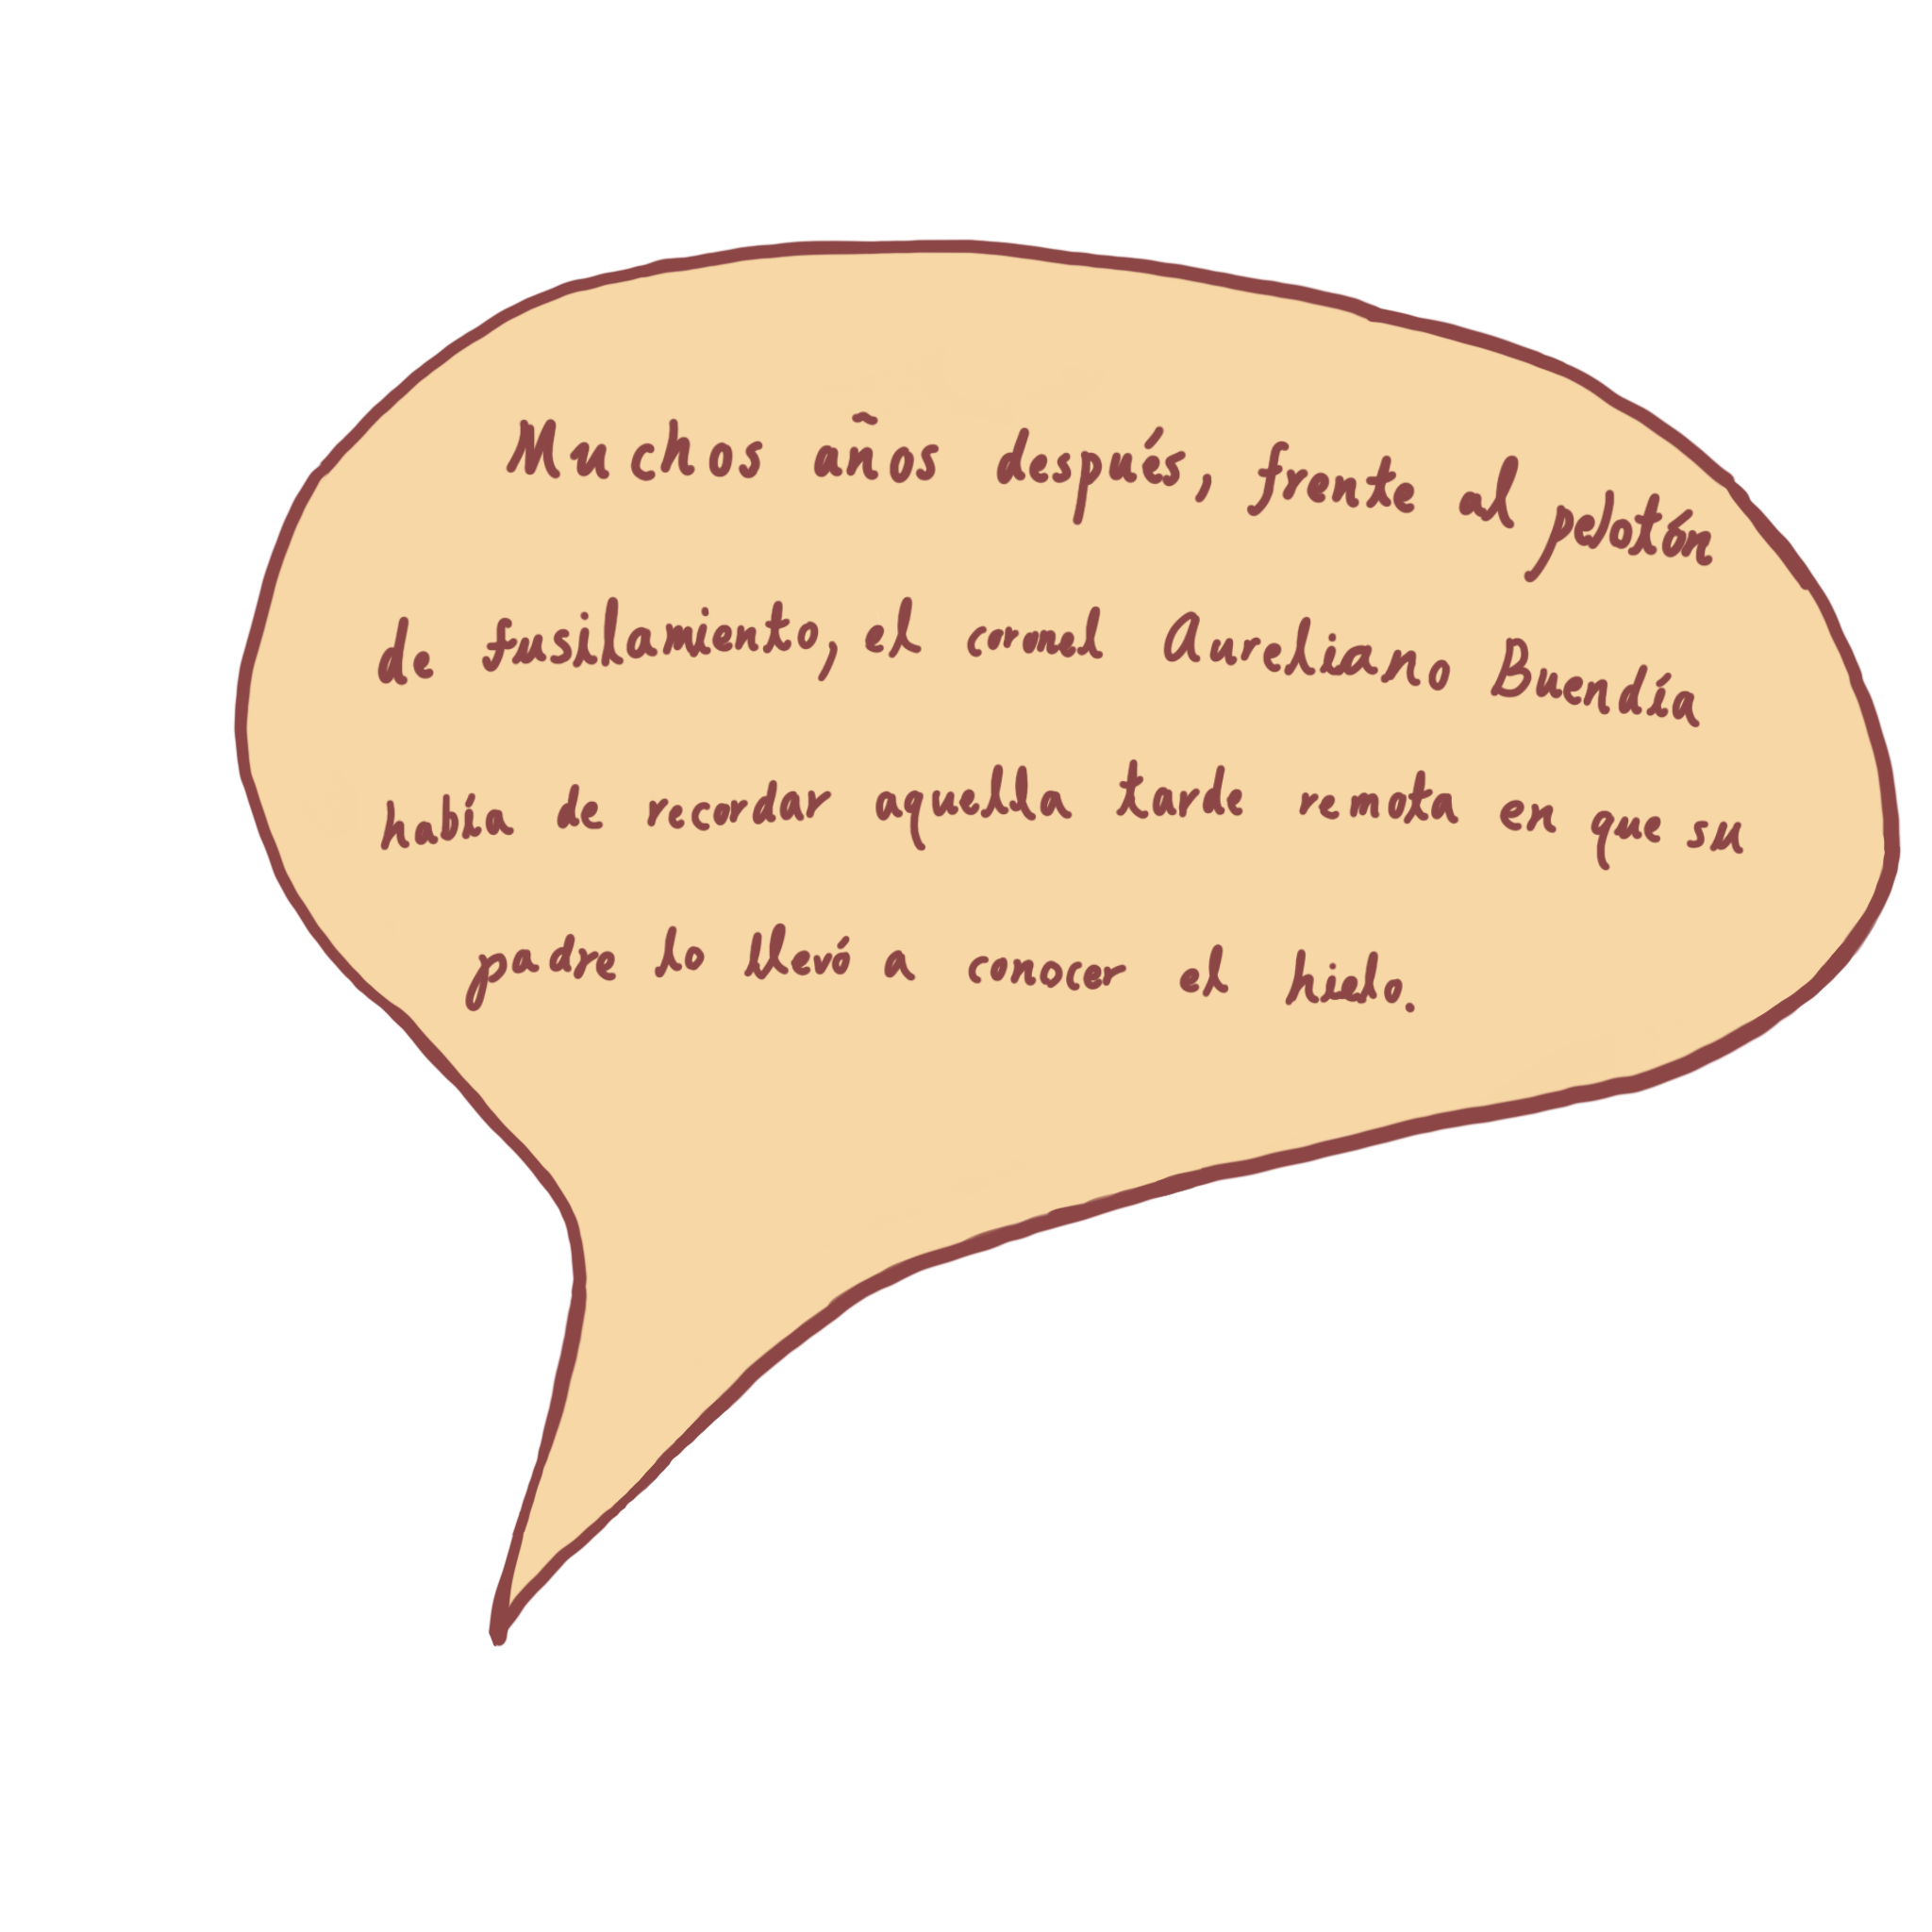 Muchos años después, frente al pelotón
de fusilamiento, el cornel Aureliano Buendía
había de recordar aquella tarde remota en que su
padre lo llevó a conocer el hielo.